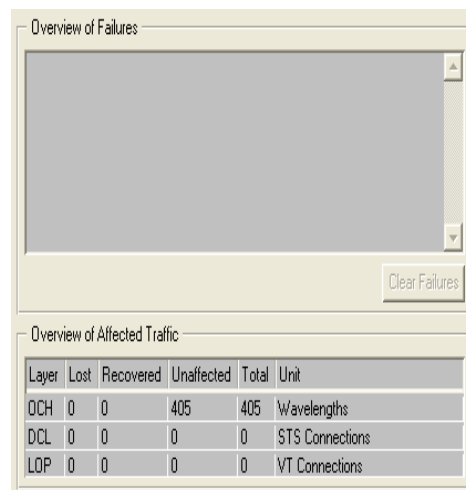 Overview of Failures
Clear Failures
Overview of Affected Traffic
Layer Lost Recovered Unaffected Total Unit
OCH 0 0 405 405 Wavelengths
DCL 0 0 0 0 STS Connections
LOP 0 0 0 0 VT Connections